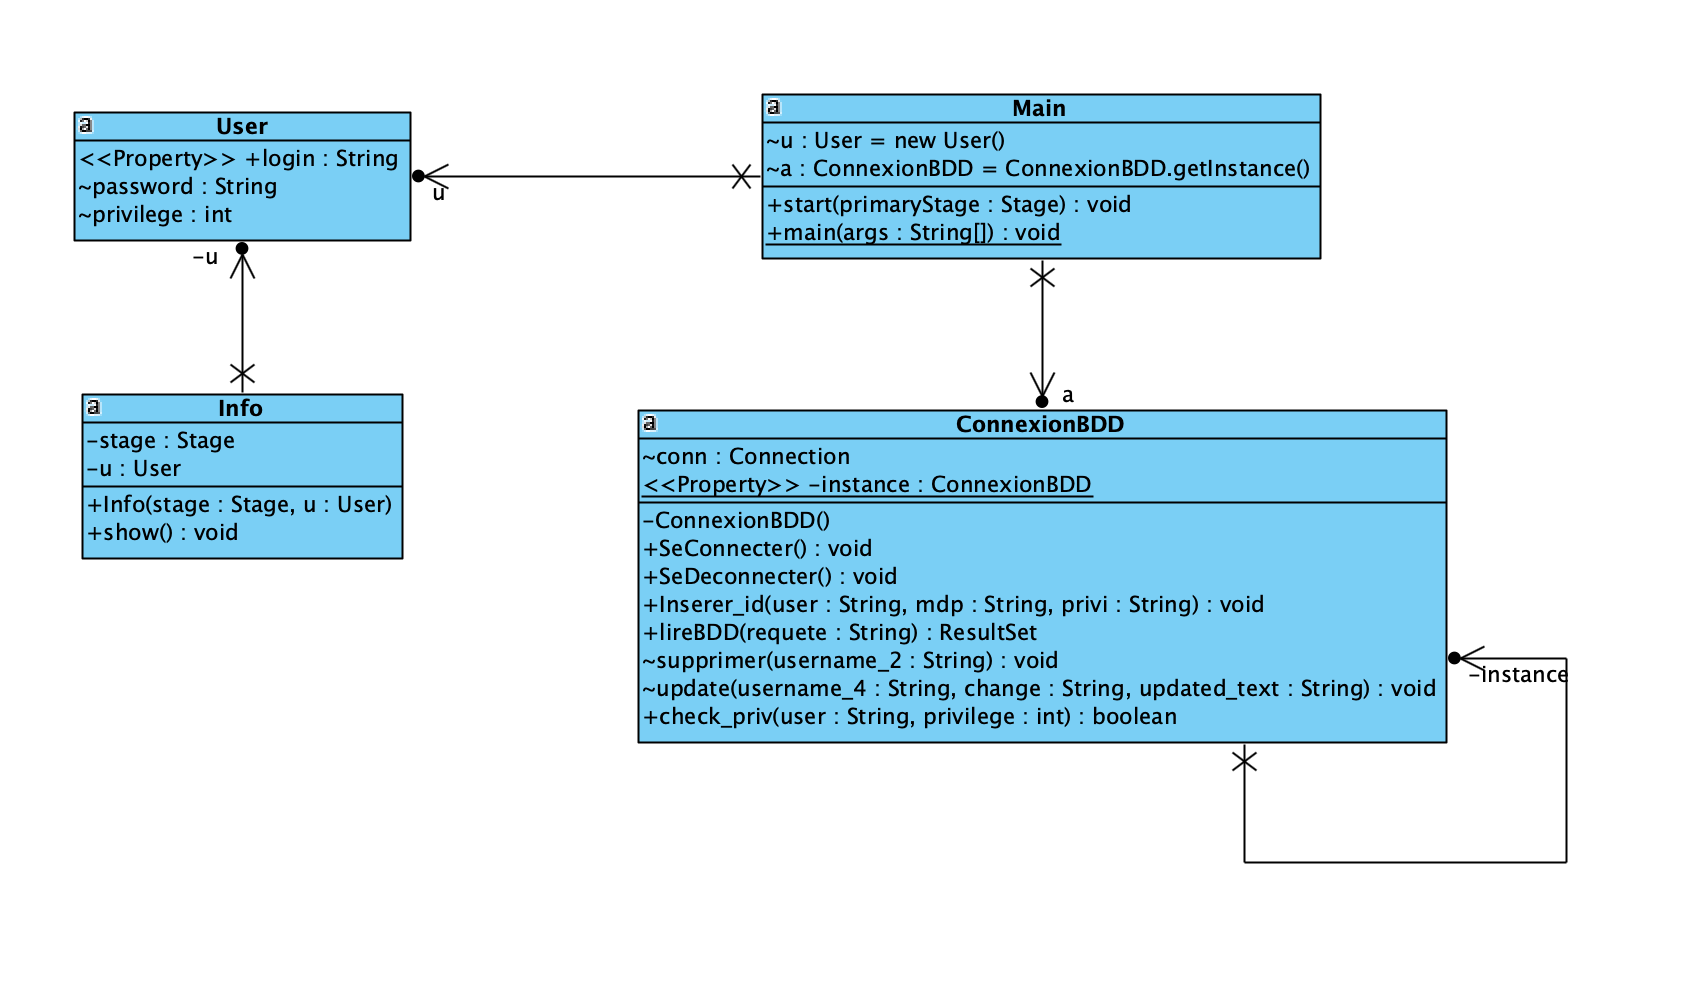 a
User
<<Property>> +login : String
~password : String
~privilege : int
a
Main
~u : User = new User()
~a : ConnexionBDD = ConnexionBDD.getInstance()
+start(primaryStage : Stage) : void
+main(args : String[]) : void
u
-u
a
a
Info
-stage : Stage
-u : User
+Info(stage : Stage, u : User)
+show() : void
a
ConnexionBDD
~conn : Connection
<<Property>> -instance : ConnexionBDD
-ConnexionBDD()
+SeConnecter() : void
+SeDeconnecter() : void
+Inserer_id(user : String, mdp : String, privi : String) : void
+lireBDD(requete : String) : ResultSet
~supprimer(username_2 : String) : void
~update(username_4 : String, change : String, updated_text : String) : void
+check_priv(user : String, privilege : int) : boolean
-instance